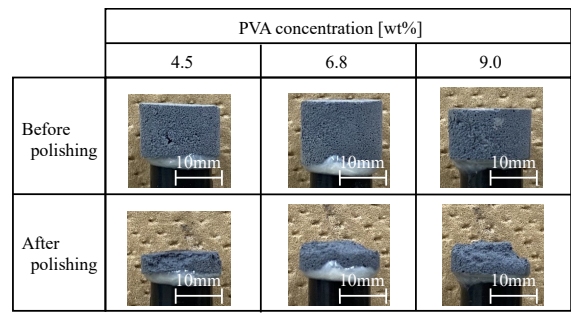 PVA concentration [wt%]
4.5 6.8 9.0
Before
polishing
10mm 10mm 10mm
After
polishing
10mm 10mm 10mm